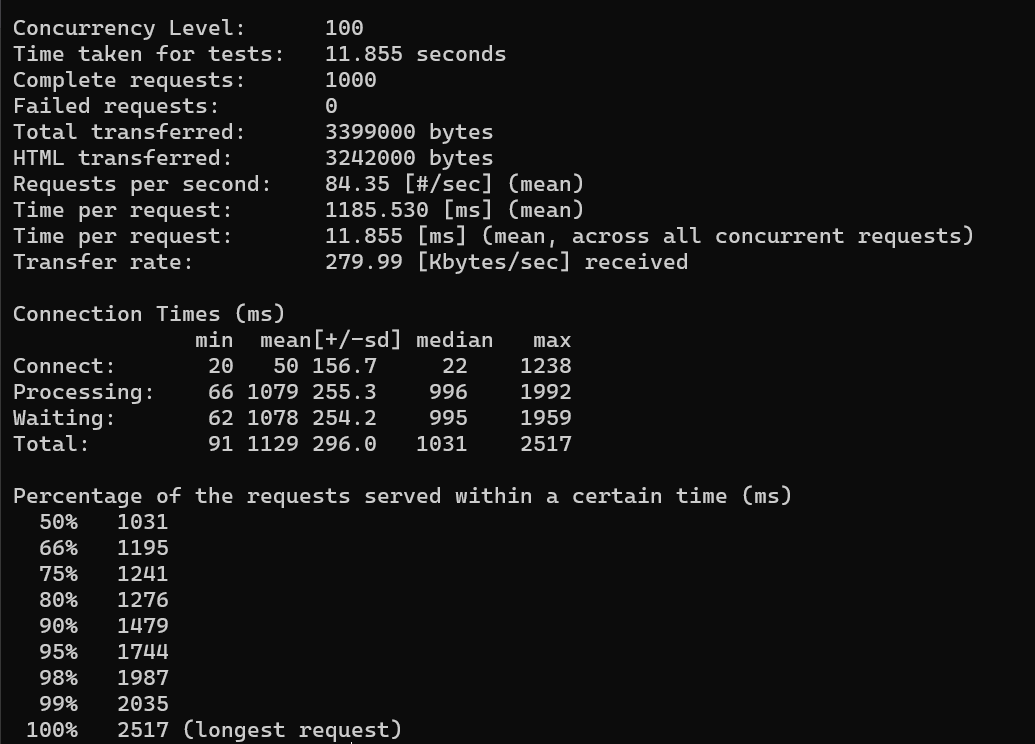 Concurrency Level:      100
Time taken for tests:   11.855 seconds
Complete requests:      1000
Failed requests:        0
Total transferred:      3399000 bytes
HTML transferred:       3242000 bytes
Requests per second:    84.35 [#/sec] (mean)
Time per request:       1185.530 [ms] (mean)
Time per request:       11.855 [ms] (mean, across all concurrent requests)
Transfer rate:          279.99 [Kbytes/sec] received

Connection Times (ms)
              min  mean[+/-sd] median   max
Connect:       20   50 156.7     22    1238
Processing:    66 1079 255.3    996    1992
Waiting:       62 1078 254.2    995    1959
Total:         91 1129 296.0   1031    2517

Percentage of the requests served within a certain time (ms)
  50%   1031
  66%   1195
  75%   1241
  80%   1276
  90%   1479
  95%   1744
  98%   1987
  99%   2035
 100%   2517 (longest request)